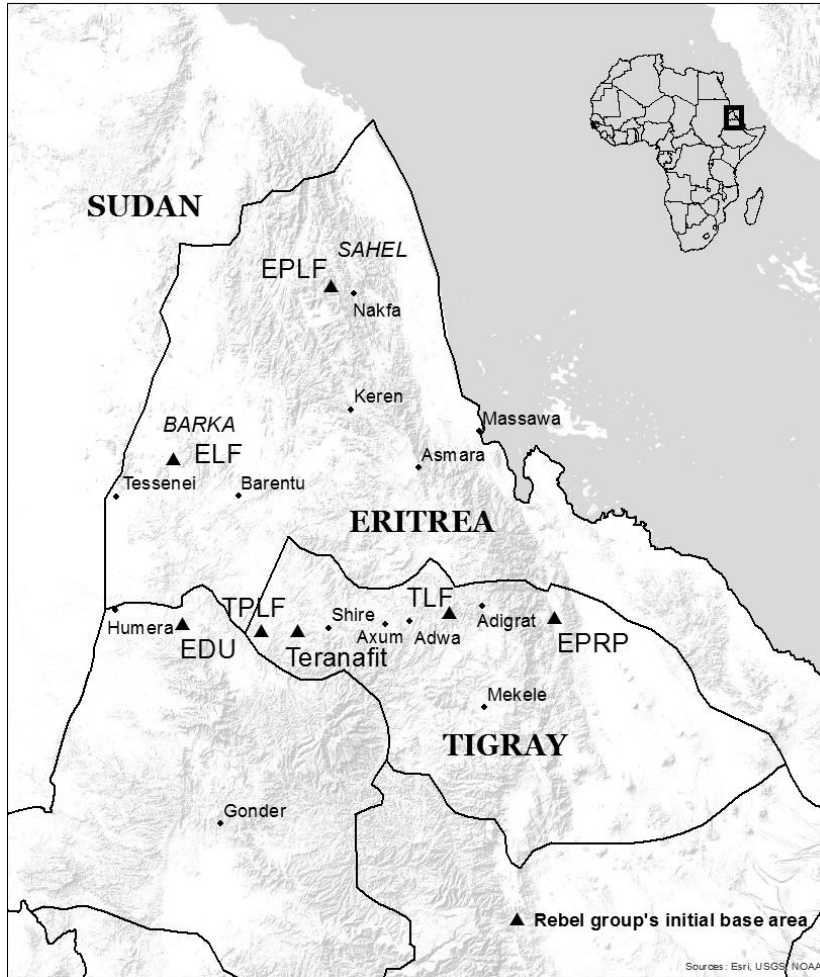 SUDAN
SAHEL
EPLF
Nakfa
Keren
BARKA
Massawa
ELF
Asmara
Tessenei
Barentu
ERITREA
TPLF
TLF
Shire
Adigrat
Humera
Axum
Adwa
EDU
Teranafit
EPRP
Mekele
TIGRAY
Gonder
Rebel group's initial base area
Sources: Esri, USGS, NOAA